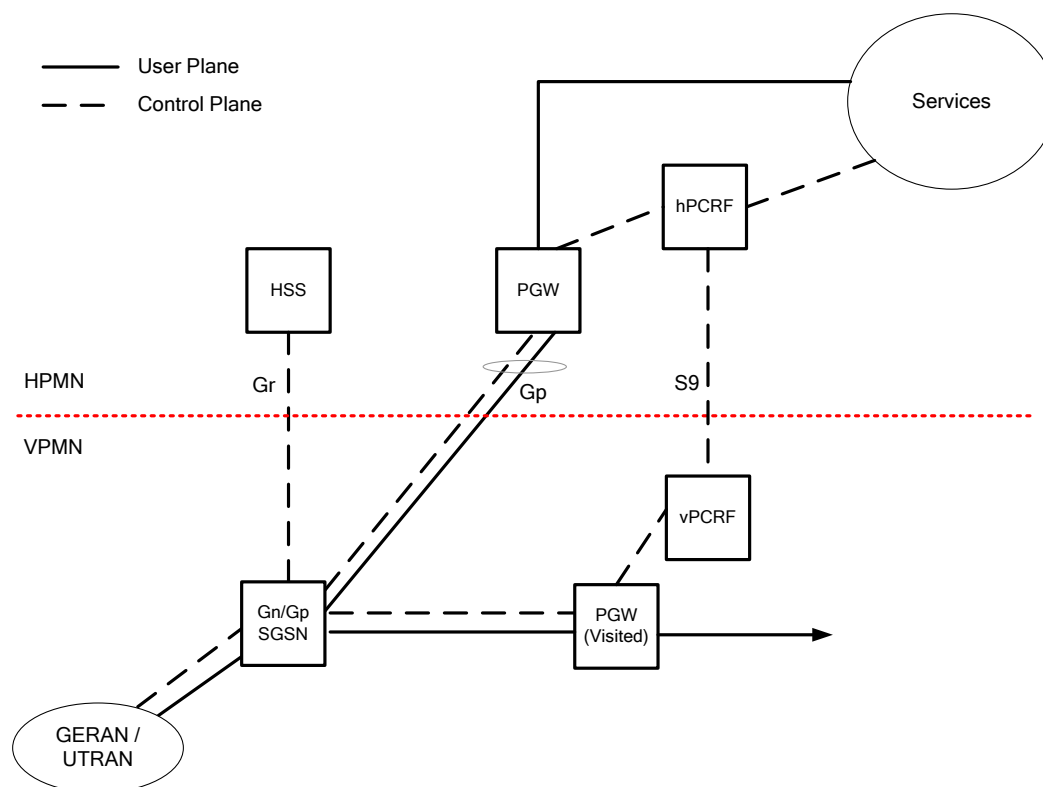 User Plane
Control Plane
Services
hPCRF
HSS
PGW
HPMN
Gr
Gp
S9
VPMN
vPCRF
Gn/Gp
SGSN
PGW
(Visited)
GERAN /
UTRAN